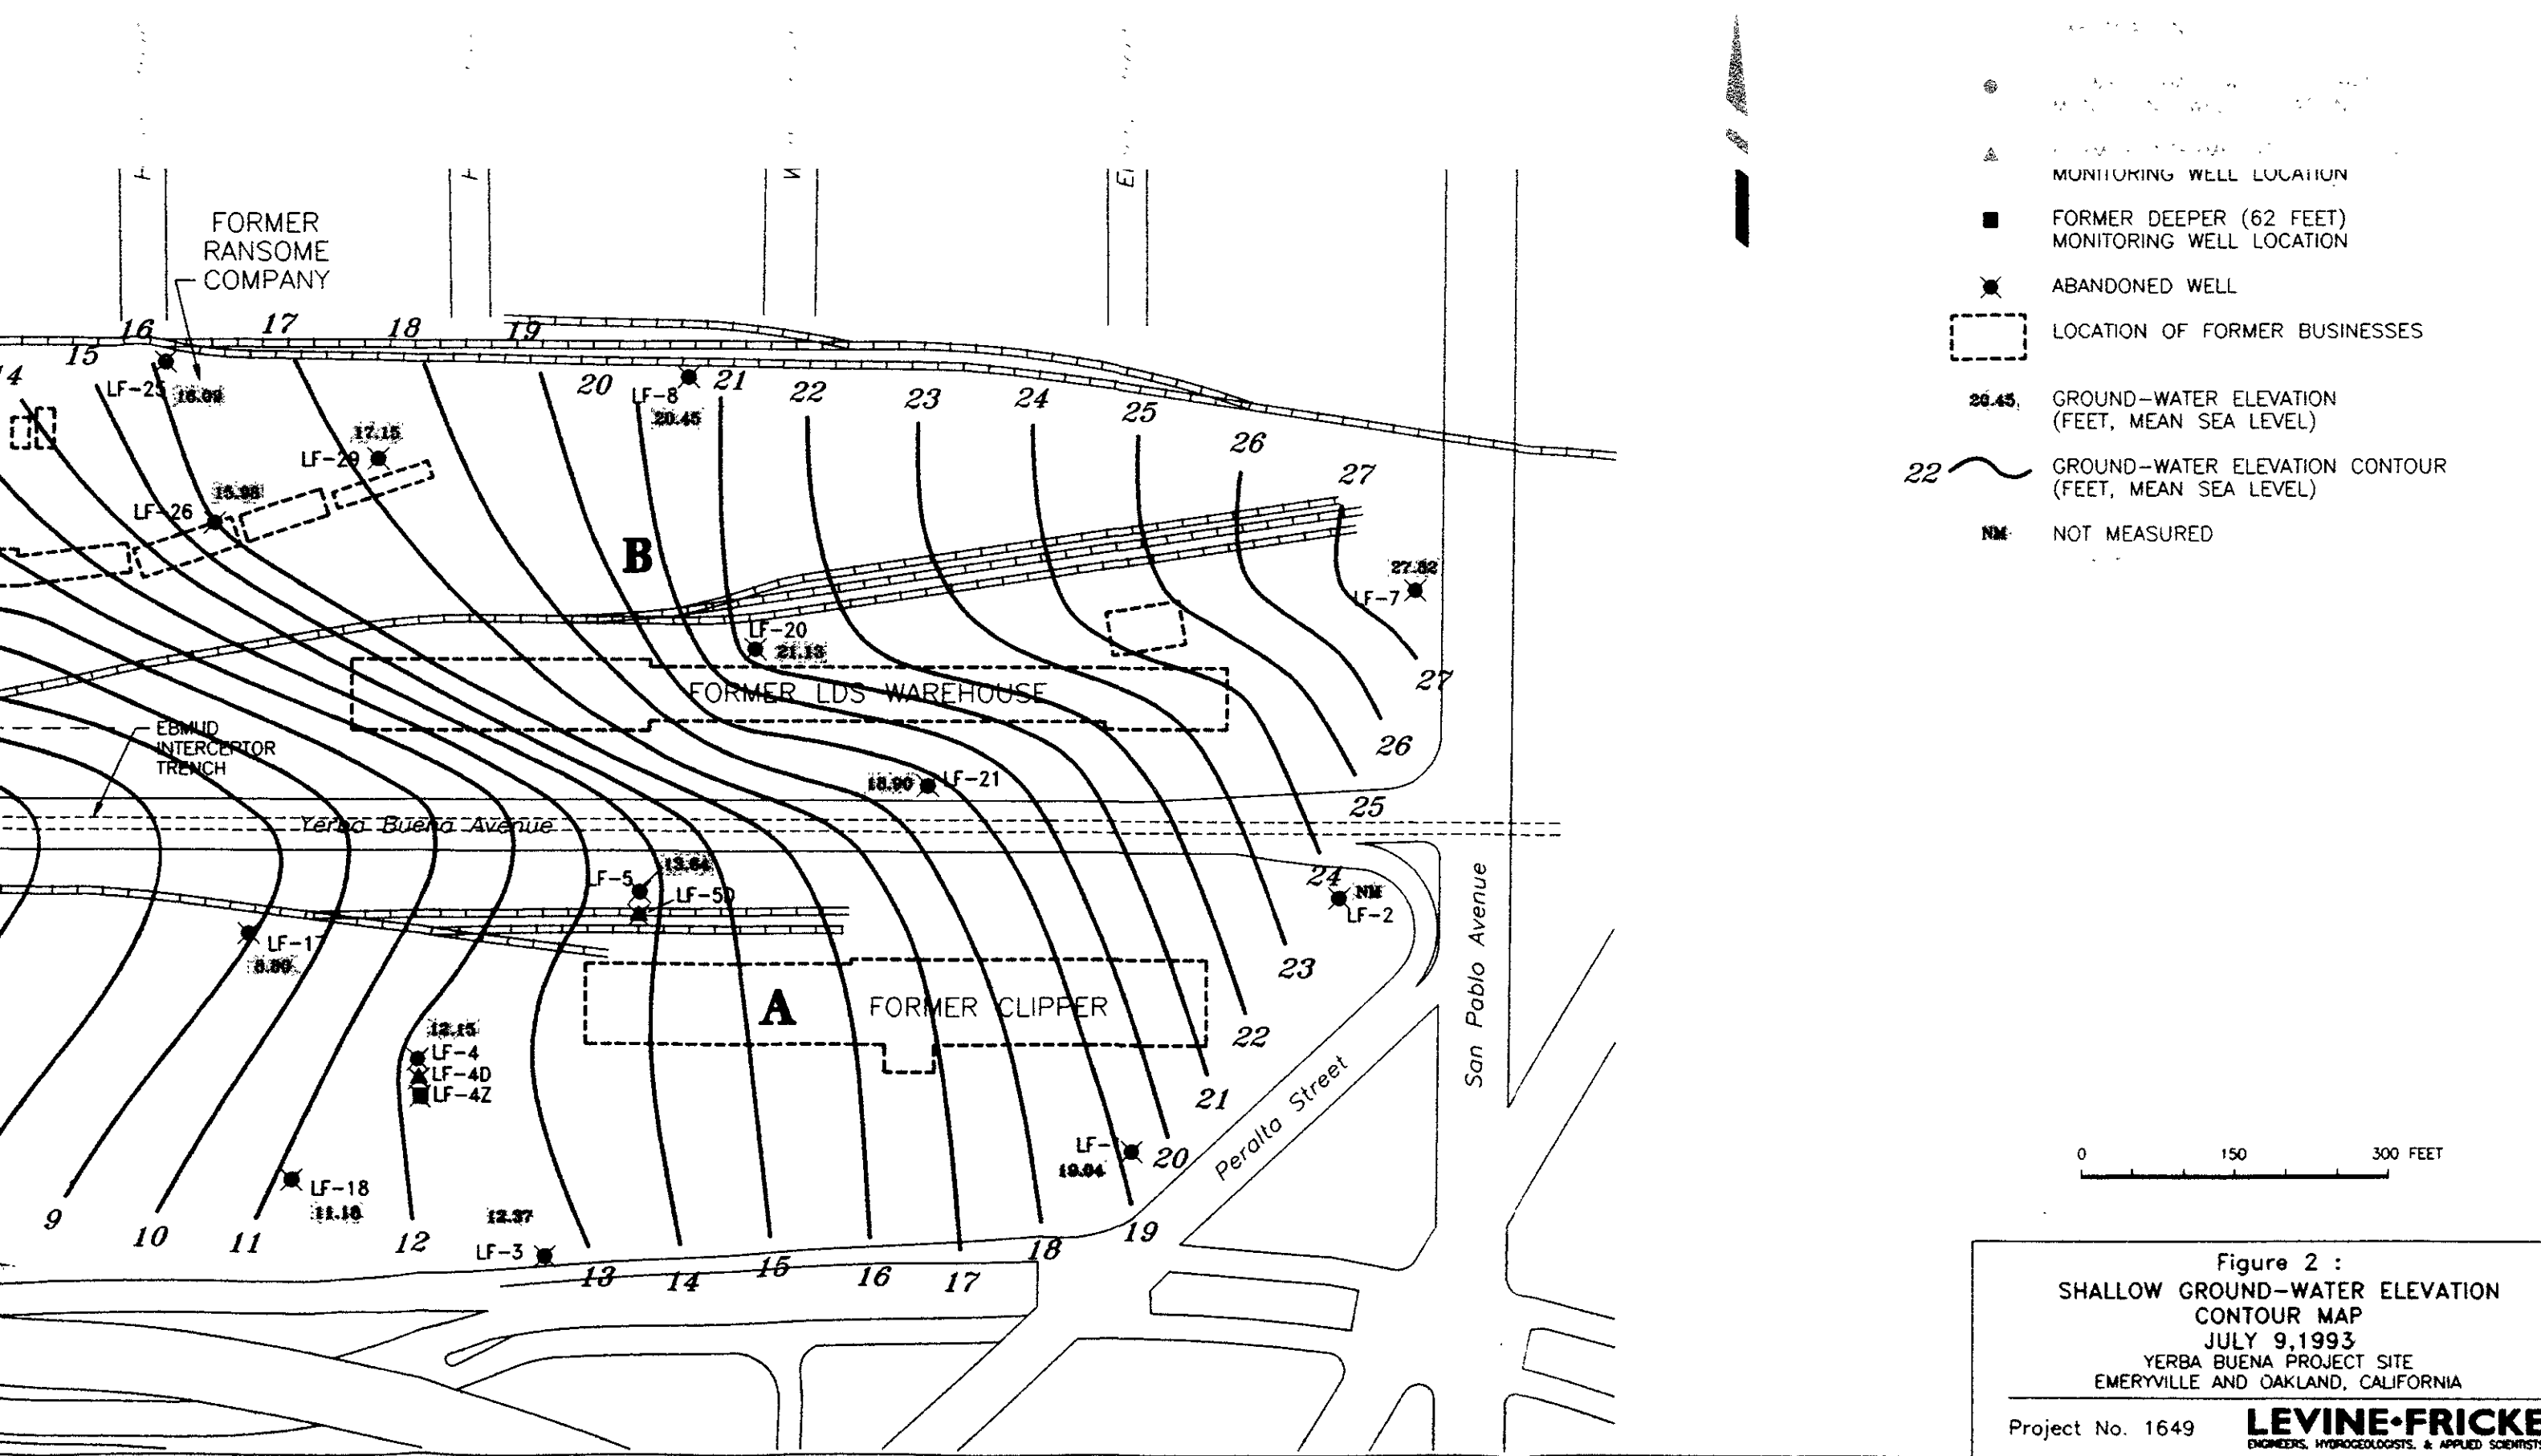 MONITORING WELL LOCATION
FORMER DEEPER (62 FEET)
MONITORING WELL LOCATION
ABANDONED WELL
LOCATION OF FORMER BUSINESSES
20.45
GROUND-WATER ELEVATION
(FEET, MEAN SEA LEVEL)
22
GROUND-WATER ELEVATION CONTOUR
(FEET, MEAN SEA LEVEL)
NM
NOT MEASURED
FORMER
RANSOME
COMPANY
16
17
18
19
15
14
20
21
22
23
24
25
26
27
LF-25
16.09
LF-8
20.45
17.15
LF-29
15.98
LF-26
B
27.52
LF-7
LF-20
21.13
27
FORMER LDS WAREHOUSE
26
EBMUD
INTERCEPTOR
TRENCH
18.90
LF-21
25
Yerba Buena Avenue
13.64
LF-5
LF-5D
24
NM
LF-2
LF-17
23
A
FORMER CLIPPER
22
12.15
LF-4
LF-4D
LF-4Z
21
Peralta Street
San Pablo Avenue
LF-
19.04
20
LF-18
11.18
12.37
LF-3
9
10
11
12
13
14
15
16
17
18
19
0 150 300 FEET
Figure 2 :
SHALLOW GROUND-WATER ELEVATION
CONTOUR MAP
JULY 9,1993
YERBA BUENA PROJECT SITE
EMERYVILLE AND OAKLAND, CALIFORNIA
Project No. 1649
LEVINE•FRICKE
ENGINEERS, HYDROGEOLOGISTS, & APPLIED SCIENTISTS